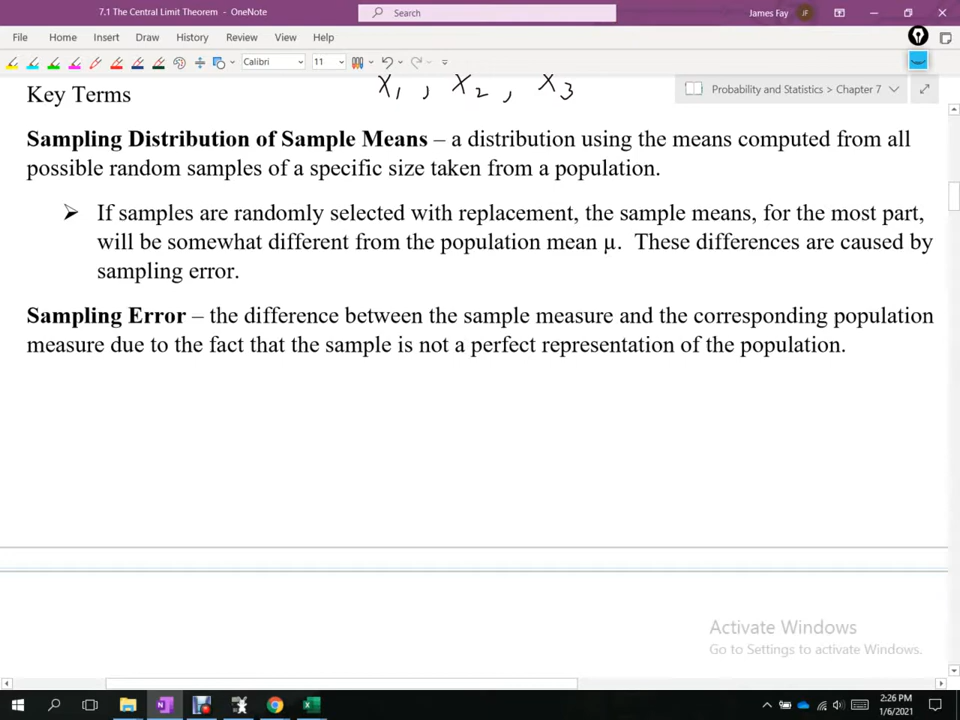 7.1 The Central Limit Theorem - OneNote
Search
James Fay JF
File Home Insert Draw History Review View Help
Calibri 11
X1 , X2 , X3
Probability and Statistics > Chapter 7
Key Terms
Sampling Distribution of Sample Means – a distribution using the means computed from all
possible random samples of a specific size taken from a population.
If samples are randomly selected with replacement, the sample means, for the most part,
will be somewhat different from the population mean µ. These differences are caused by
sampling error.
Sampling Error – the difference between the sample measure and the corresponding population
measure due to the fact that the sample is not a perfect representation of the population.
Activate Windows
Go to Settings to activate Windows.
2:26 PM
1/6/2021